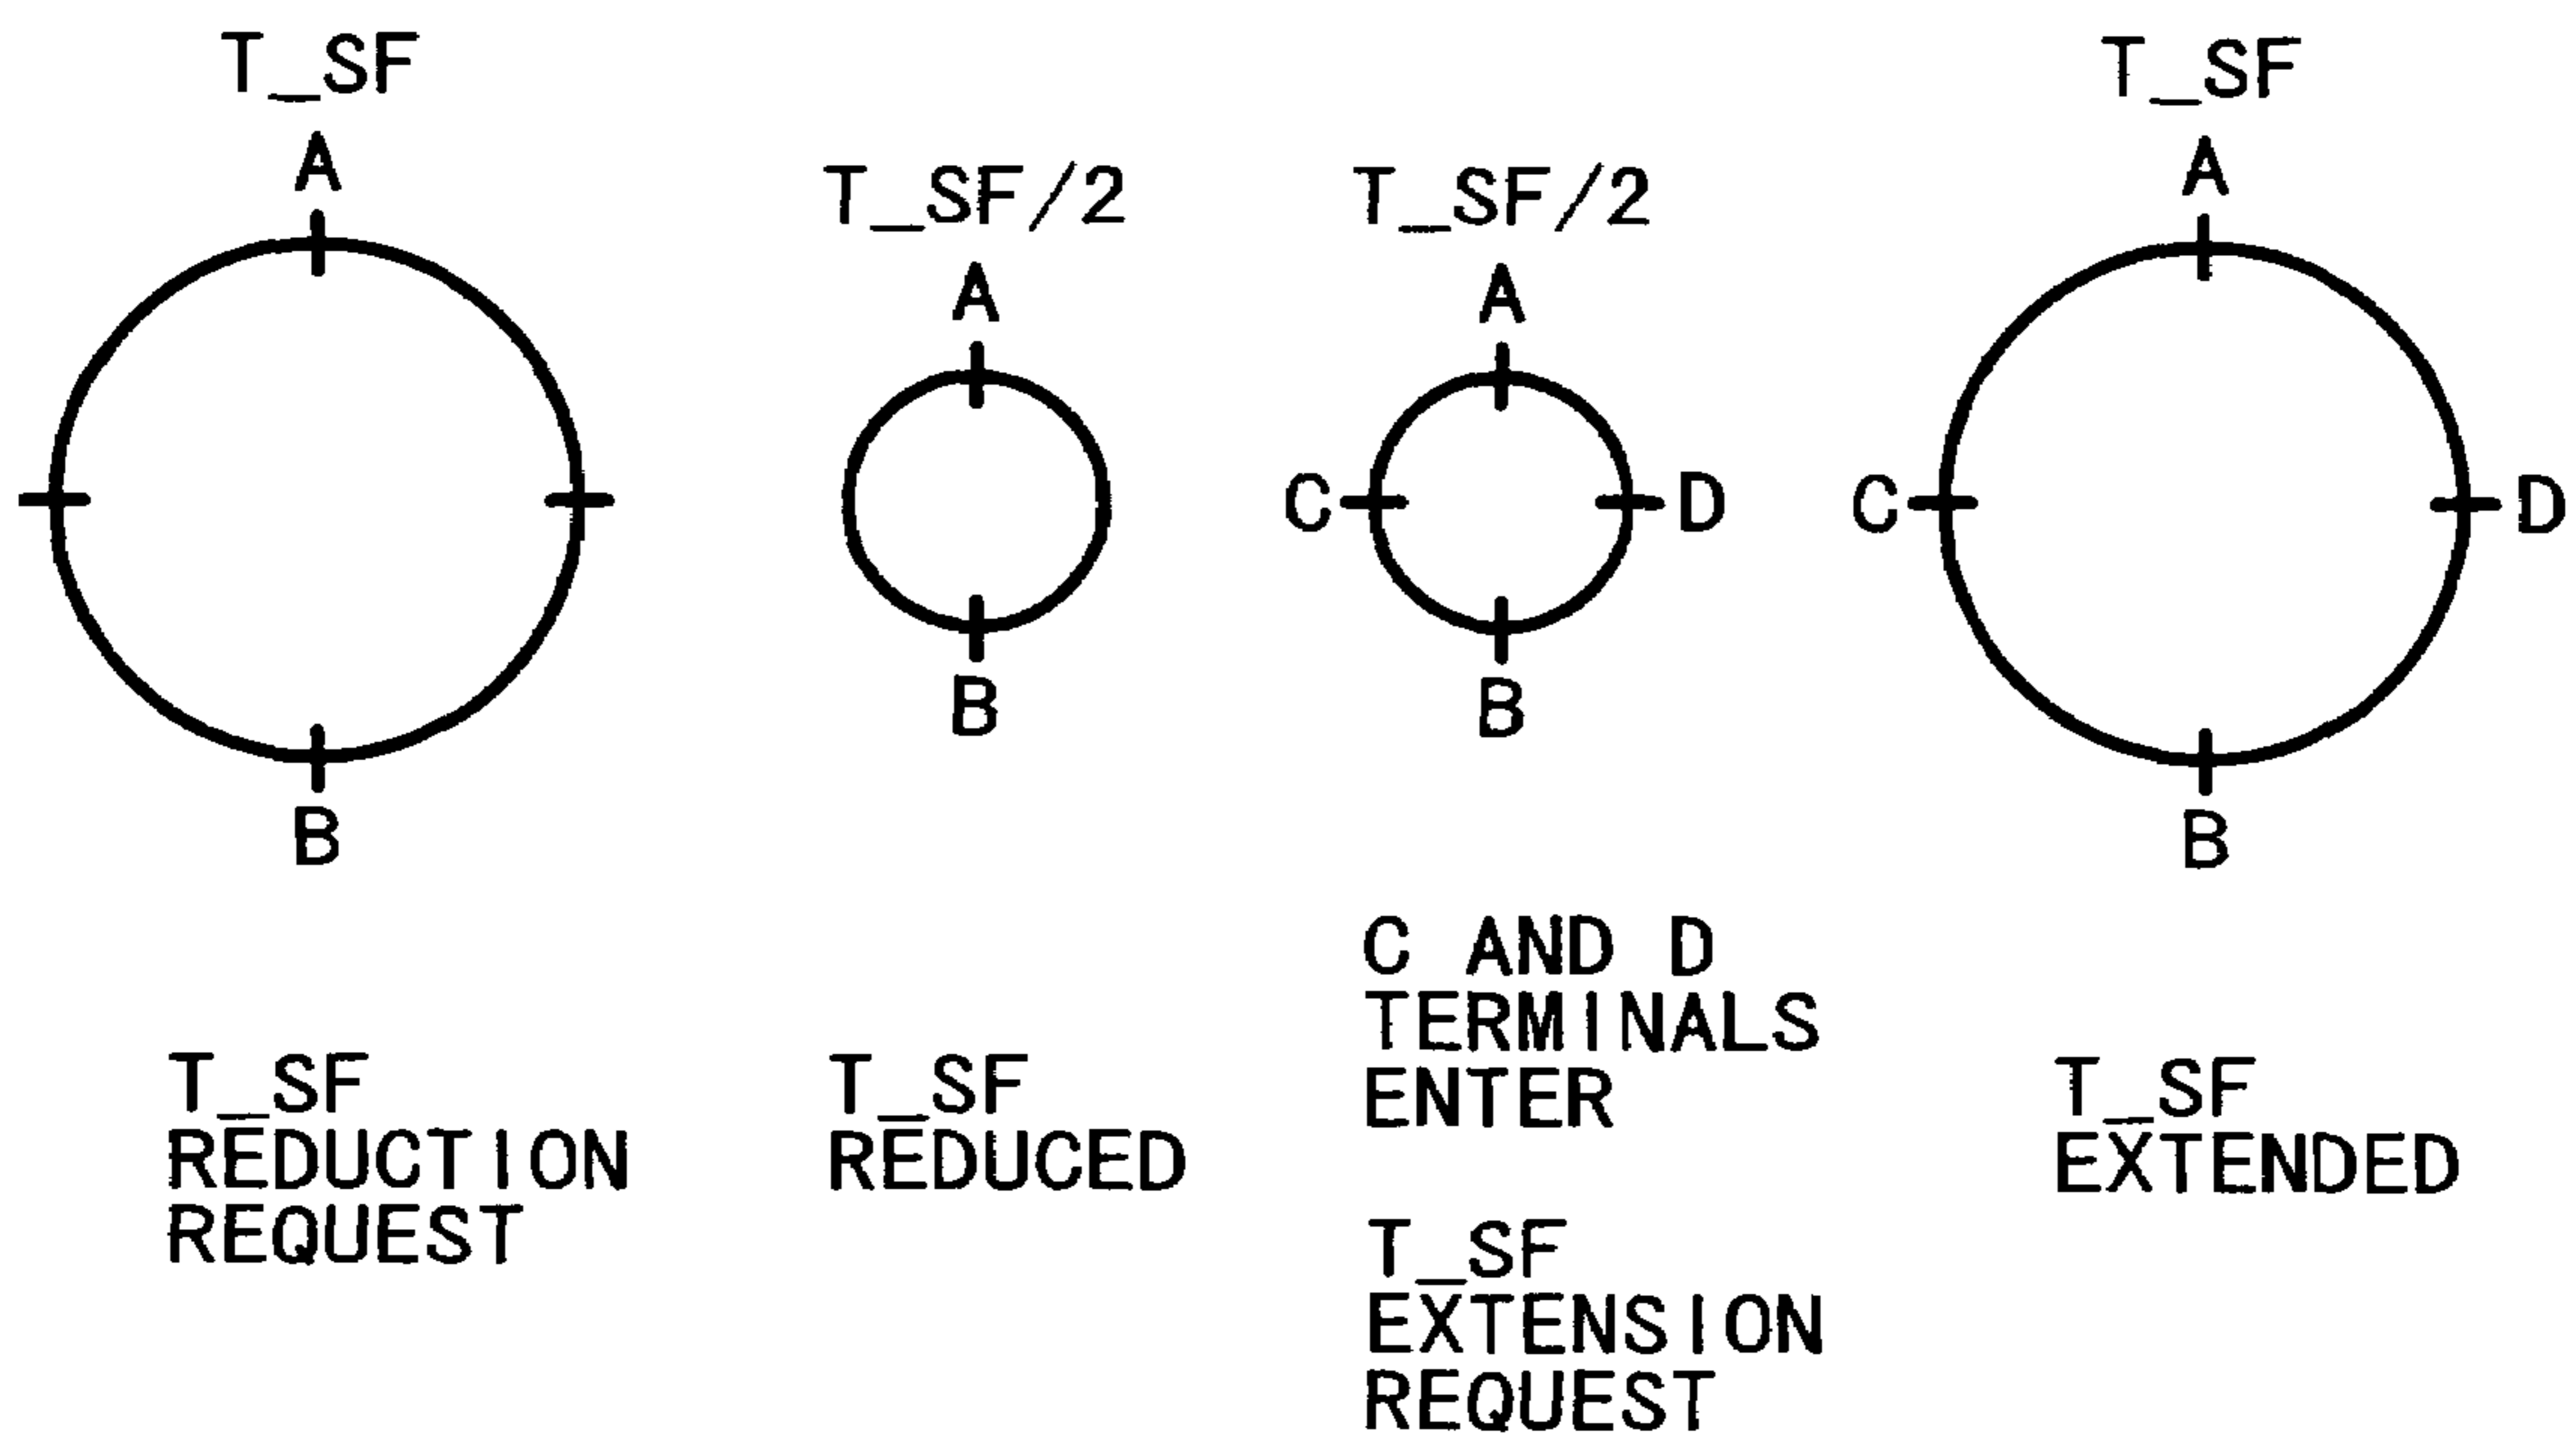 T_SF
A
B
T_SF
REDUCTION
REQUEST
T_SF/2
A
B
T_SF
REDUCED
T_SF/2
A
C
D
B
C AND D
TERMINALS
ENTER
T_SF
EXTENSION
REQUEST
T_SF
A
C
D
B
T_SF
EXTENDED